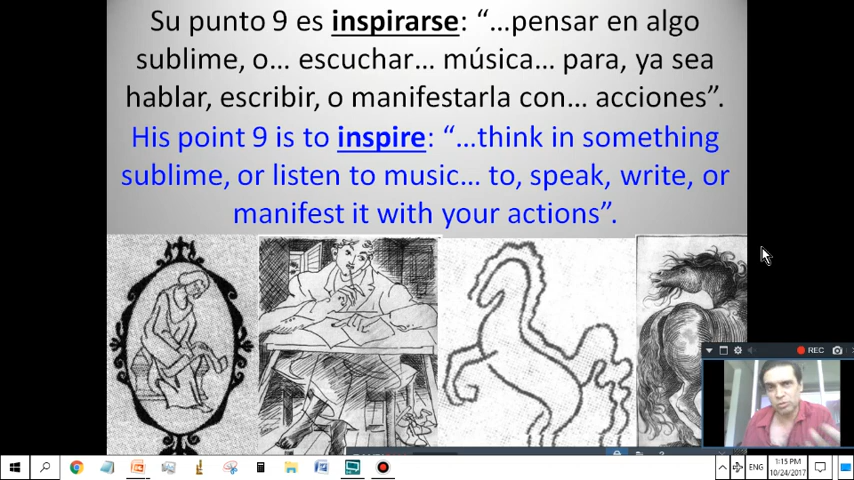 Su punto 9 es inspirarse: “...pensar en algo
sublime, o... escuchar... música... para, ya sea
hablar, escribir, o manifestarla con... acciones”.
His point 9 is to inspire: “...think in something
sublime, or listen to music... to, speak, write, or
manifest it with your actions”.
REC
ENG
1:15 PM
10/24/2017